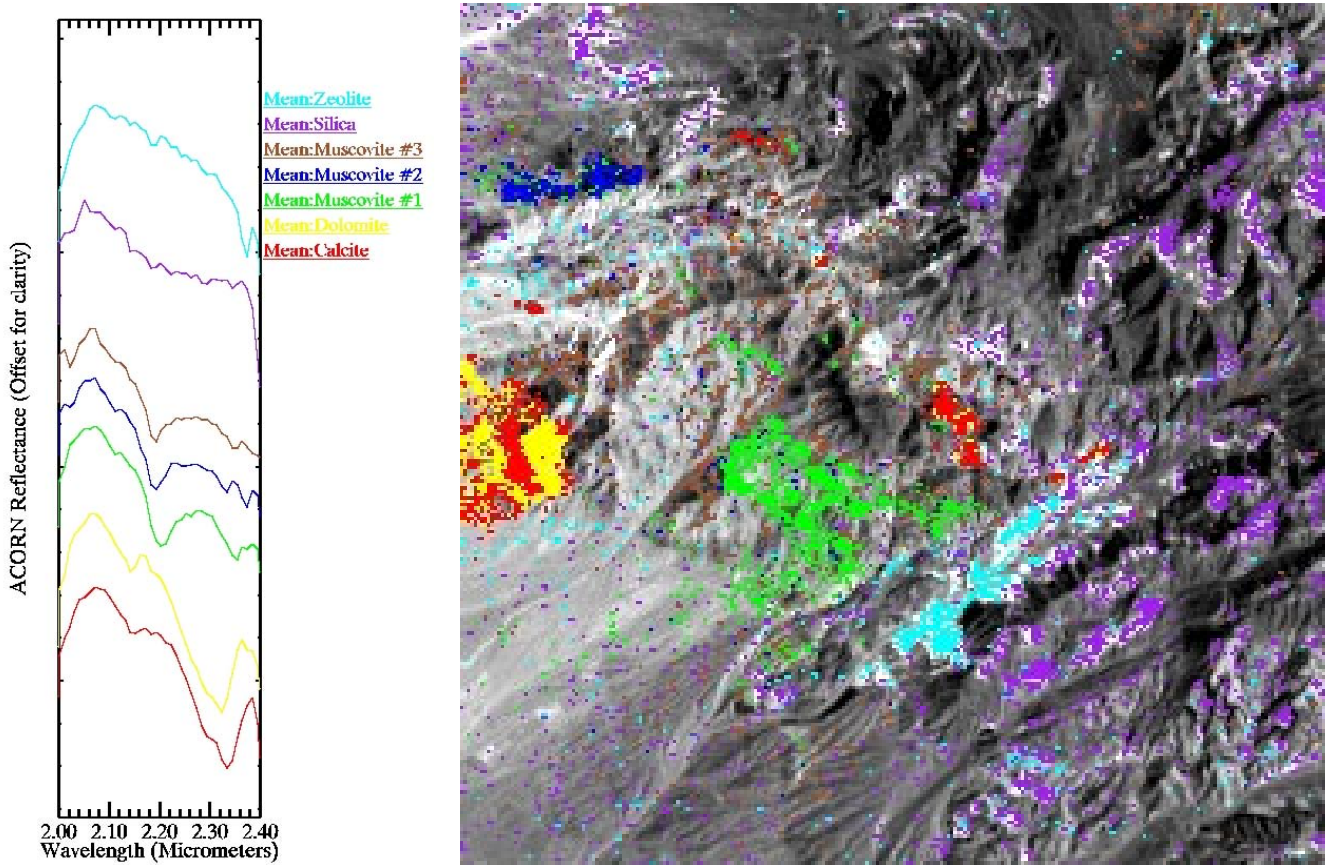 Mean:Zeolite
Mean:Silica
Mean:Muscovite #3
Mean:Muscovite #2
Mean:Muscovite #1
Mean:Dolomite
Mean:Calcite
ACORN Reflectance (Offset for clarity)
2.00 2.10 2.20 2.30 2.40
Wavelength (Micrometers)